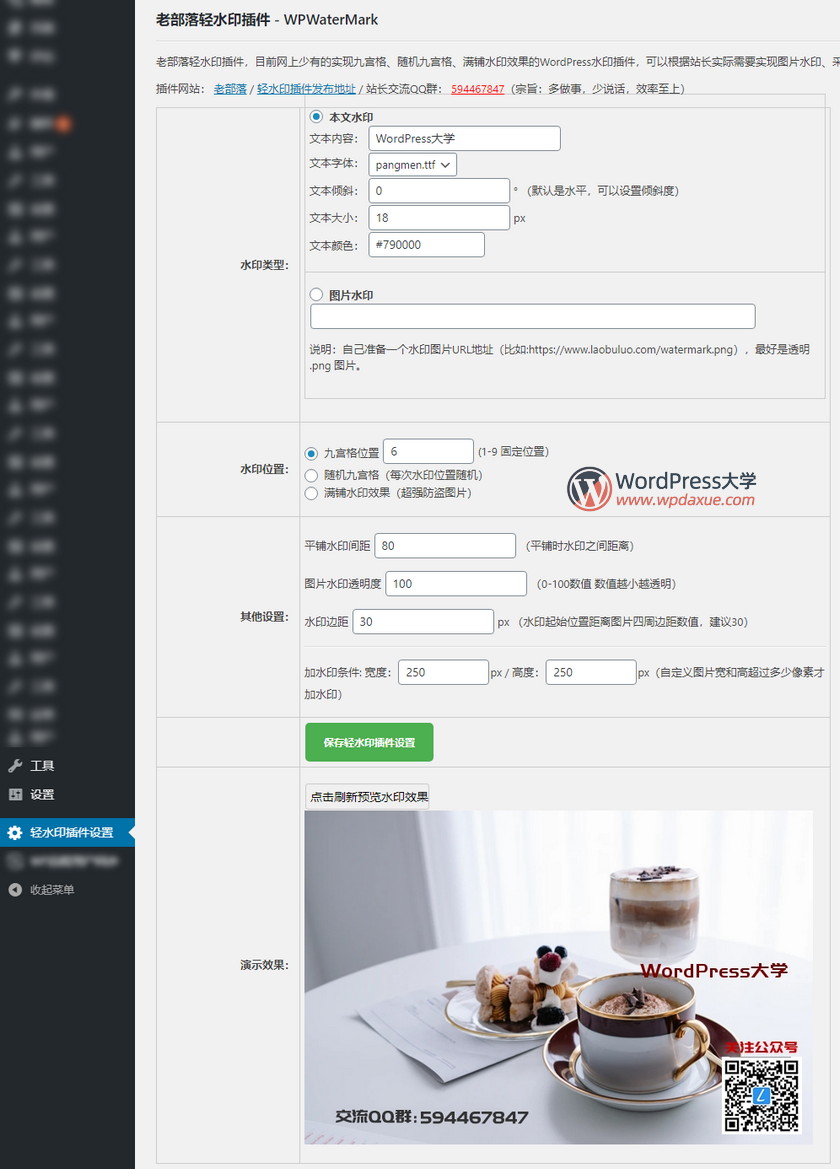 老部落轻水印插件 - WPWaterMark
老部落轻水印插件，目前网上少有的实现九宫格、随机九宫格、满铺水印效果的WordPress水印插件，可以根据站长实际需要实现图片水印、
插件网站： 老部落 / 轻水印插件发布地址 / 站长交流QQ群： 594467847（宗旨：多做事，少说话，效率至上）
水印类型：
本文水印
文本内容： WordPress大学
文本字体： pangmen.ttf
文本倾斜： 0 °（默认是水平，可以设置倾斜度）
文本大小： 18 px
文本颜色： #790000
图片水印
说明：自己准备一个水印图片URL地址（比如:https://www.laobuluo.com/watermark.png），最好是透明
.png 图片。
水印位置：
九宫格位置 6 (1-9 固定位置)
随机九宫格（每次水印位置随机）
满铺水印效果（超强防盗图片）
WordPress大学
www.wpdaxue.com
其他设置：
平铺水印间距 80 （平铺时水印之间距离）
图片水印透明度 100 （0-100数值 数值越小越透明）
水印边距 30 px （水印起始位置距离图片四周边距数值，建议30）
加水印条件: 宽度： 250 px / 高度： 250 px（自定义图片宽和高超过多少像素才
加水印）
保存轻水印插件设置
工具
设置
轻水印插件设置
收起菜单
演示效果：
点击刷新预览水印效果
WordPress大学
关注公众号
交流QQ群：594467847